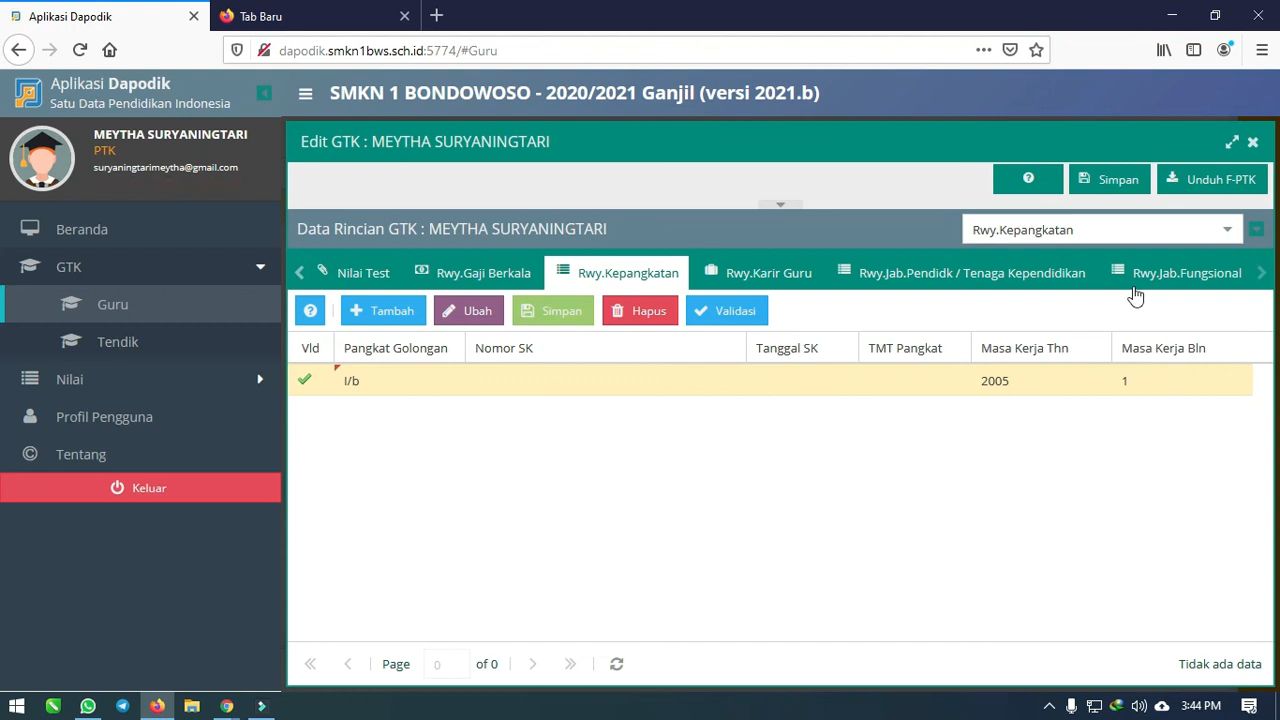 Aplikasi Dapodik
Tab Baru
dapodik.smkn1bws.sch.id:5774/#Guru
Aplikasi Dapodik
Satu Data Pendidikan Indonesia
SMKN 1 BONDOWOSO - 2020/2021 Ganjil (versi 2021.b)
MEYTHA SURYANINGTARI
PTK
suryaningtarimeytha@gmail.com
Beranda
GTK
Guru
Tendik
Nilai
Profil Pengguna
Tentang
Keluar
Edit GTK : MEYTHA SURYANINGTARI
Simpan
Unduh F-PTK
Data Rincian GTK : MEYTHA SURYANINGTARI
Rwy.Kepangkatan
Nilai Test
Rwy.Gaji Berkala
Rwy.Kepangkatan
Rwy.Karir Guru
Rwy.Jab.Pendidk / Tenaga Kependidikan
Rwy.Jab.Fungsional
Tambah
Ubah
Simpan
Hapus
Validasi
Vld Pangkat Golongan Nomor SK Tanggal SK TMT Pangkat Masa Kerja Thn Masa Kerja Bln
I/b 2005 1
Page 0 of 0
Tidak ada data
3:44 PM